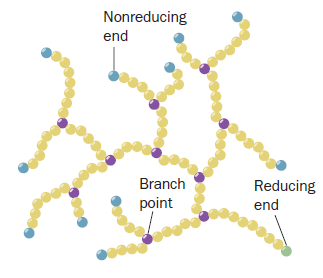 Nonreducing
end
Branch
point
Reducing
end